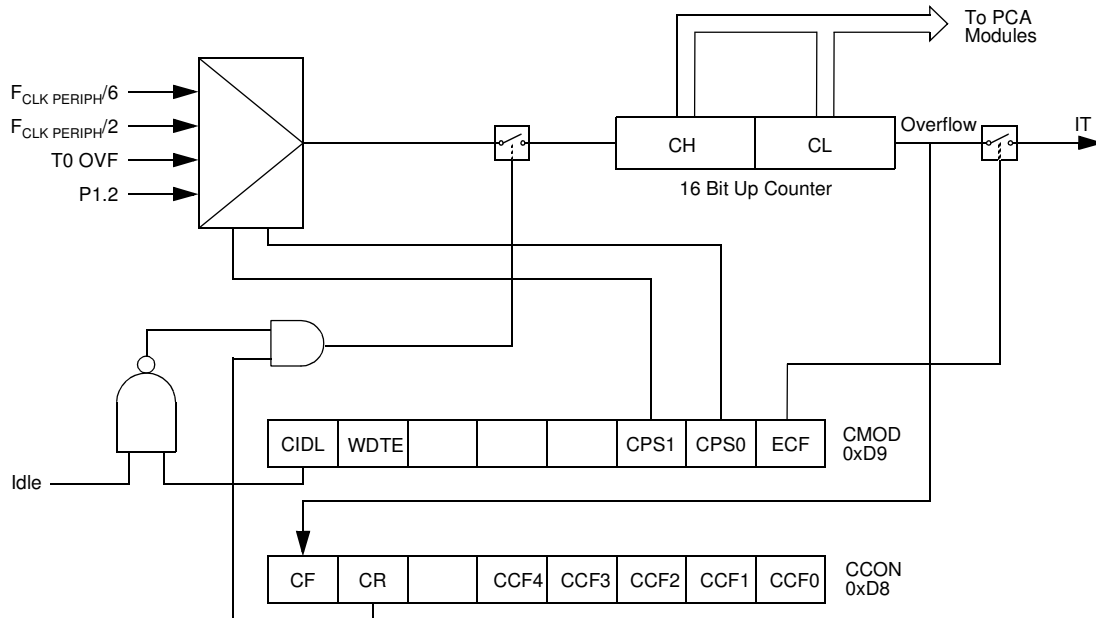 To PCA
Modules
FCLK PERIPH/6
FCLK PERIPH/2
T0 OVF
P1.2
CH
CL
Overflow
IT
16 Bit Up Counter
CIDL
WDTE
CPS1
CPS0
ECF
CMOD
0xD9
Idle
CF
CR
CCF4
CCF3
CCF2
CCF1
CCF0
CCON
0xD8